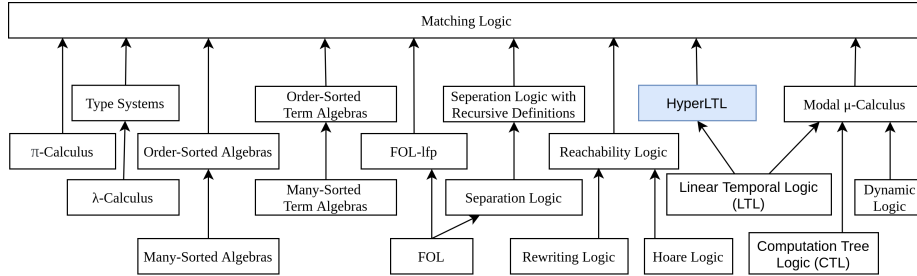 Matching Logic
Type Systems
Order-Sorted
Term Algebras
Seperation Logic with
Recursive Definitions
HyperLTL
Modal μ-Calculus
π-Calculus
Order-Sorted Algebras
FOL-lfp
Reachability Logic
λ-Calculus
Many-Sorted
Term Algebras
Separation Logic
Linear Temporal Logic
(LTL)
Dynamic
Logic
Many-Sorted Algebras
FOL
Rewriting Logic
Hoare Logic
Computation Tree
Logic (CTL)